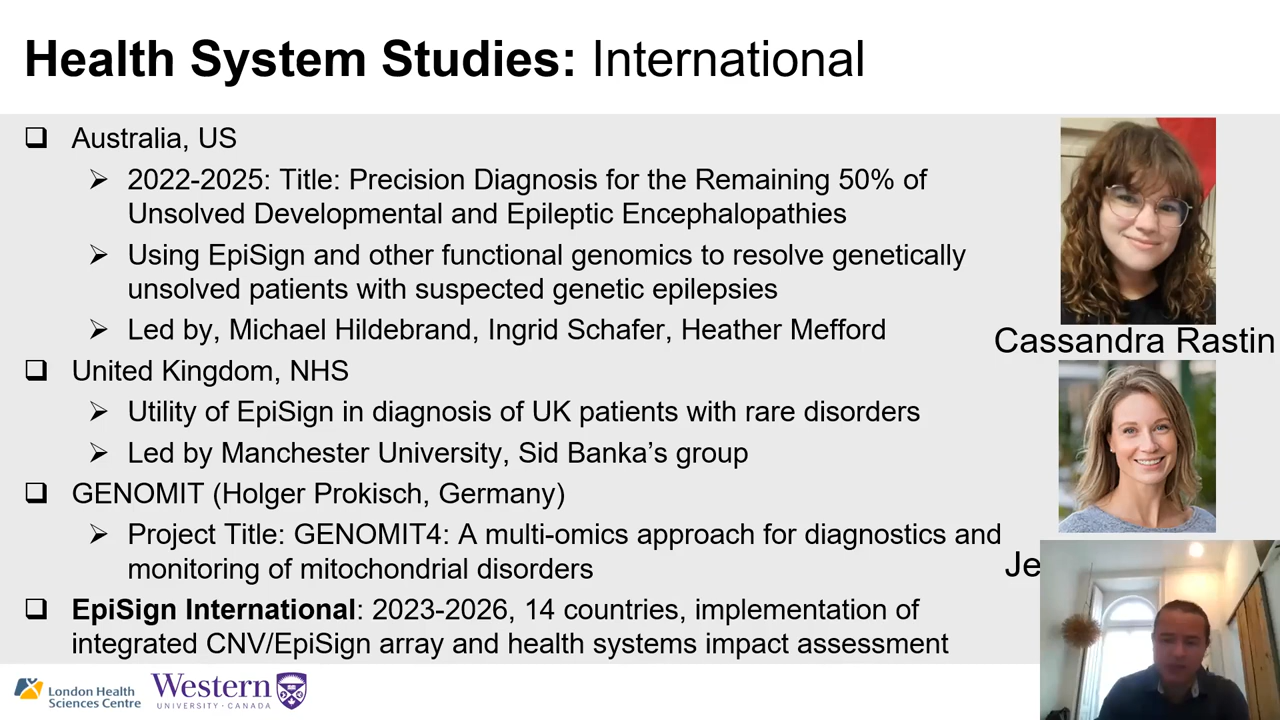 Health System Studies: International
Australia, US
2022-2025: Title: Precision Diagnosis for the Remaining 50% of
Unsolved Developmental and Epileptic Encephalopathies
Using EpiSign and other functional genomics to resolve genetically
unsolved patients with suspected genetic epilepsies
Led by, Michael Hildebrand, Ingrid Schafer, Heather Mefford
United Kingdom, NHS
Utility of EpiSign in diagnosis of UK patients with rare disorders
Led by Manchester University, Sid Banka’s group
GENOMIT (Holger Prokisch, Germany)
Project Title: GENOMIT4: A multi-omics approach for diagnostics and
monitoring of mitochondrial disorders
EpiSign International: 2023-2026, 14 countries, implementation of
integrated CNV/EpiSign array and health systems impact assessment
Cassandra Rastin
Je
London Health
Sciences Centre
Western
UNIVERSITY · CANADA